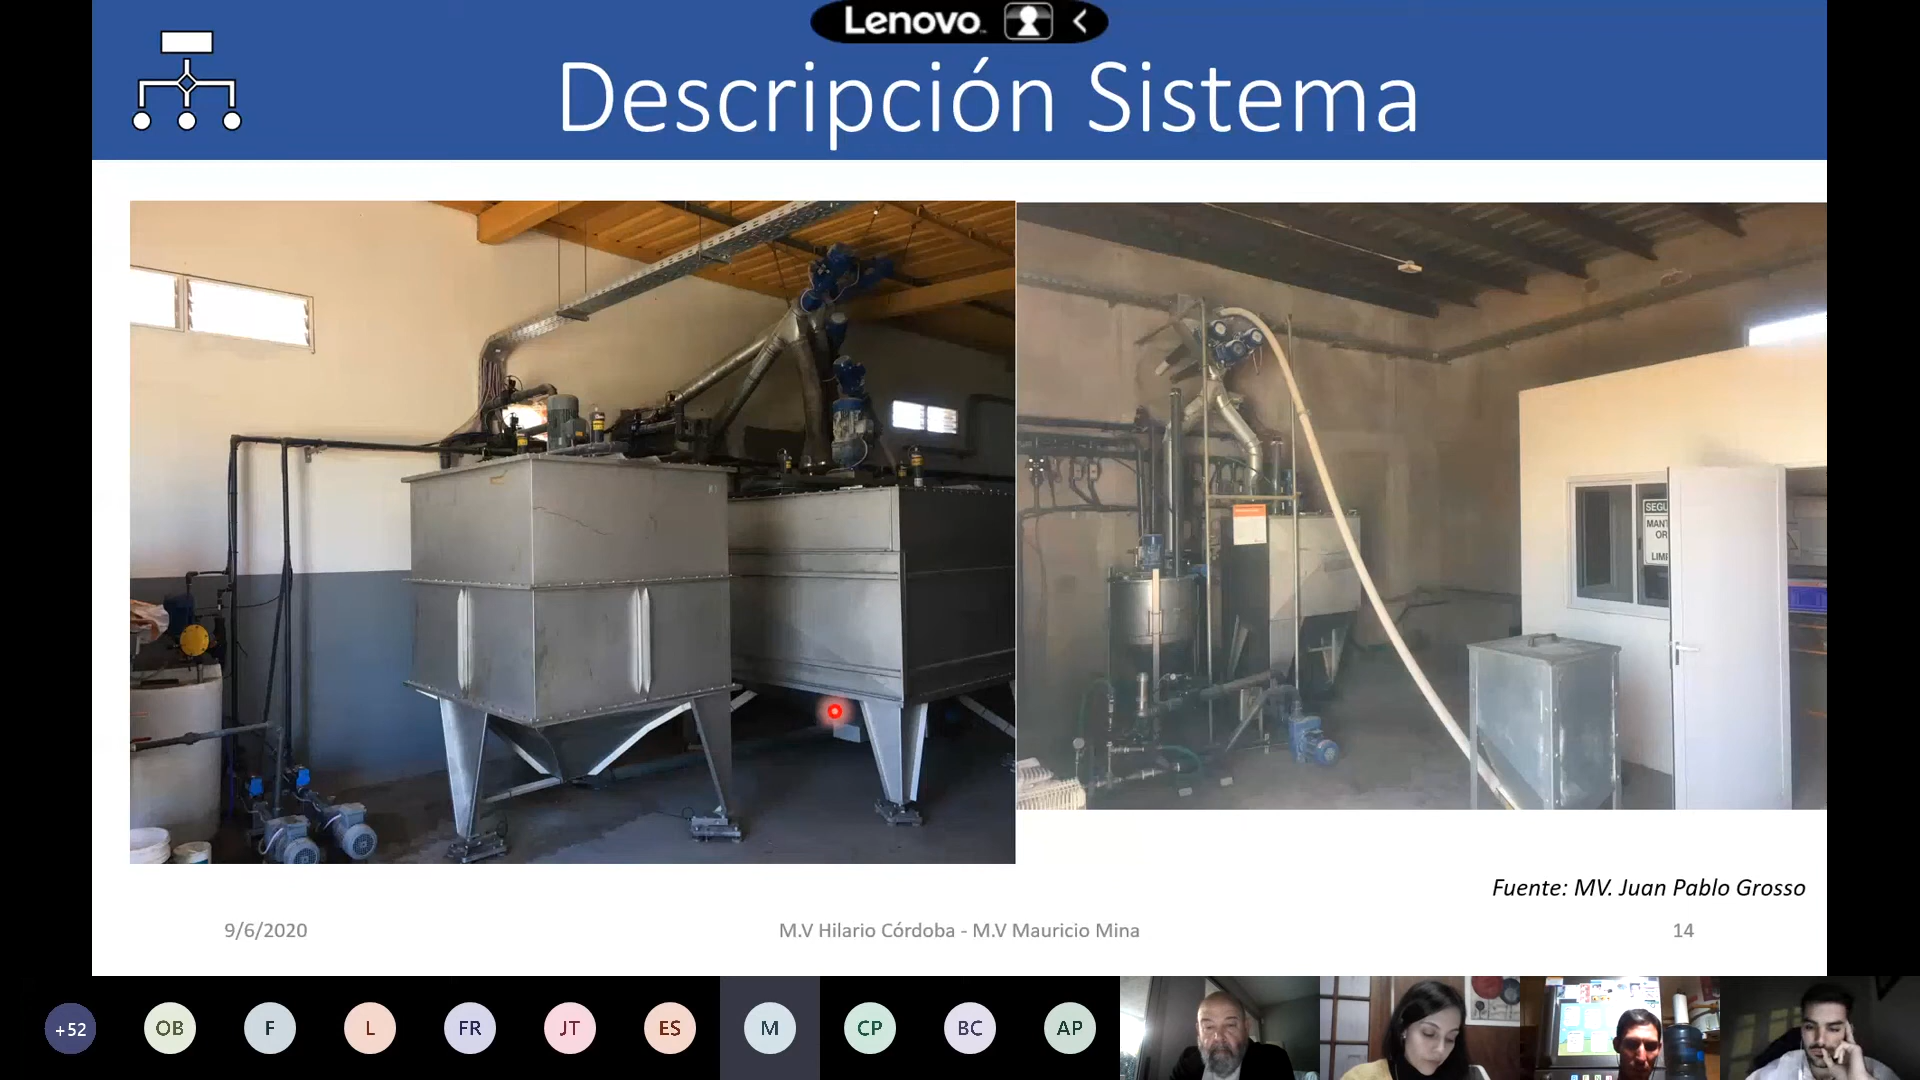 Lenovo
Descripción Sistema
SEGU
MANT
OR
LIMP
Fuente: MV. Juan Pablo Grosso
9/6/2020
M.V Hilario Córdoba - M.V Mauricio Mina
14
+52
OB
F
L
FR
JT
ES
M
CP
BC
AP